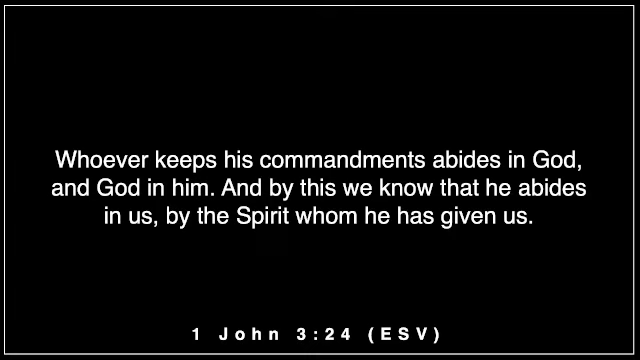 Whoever keeps his commandments abides in God,
and God in him. And by this we know that he abides
in us, by the Spirit whom he has given us.
1 John 3:24 (ESV)